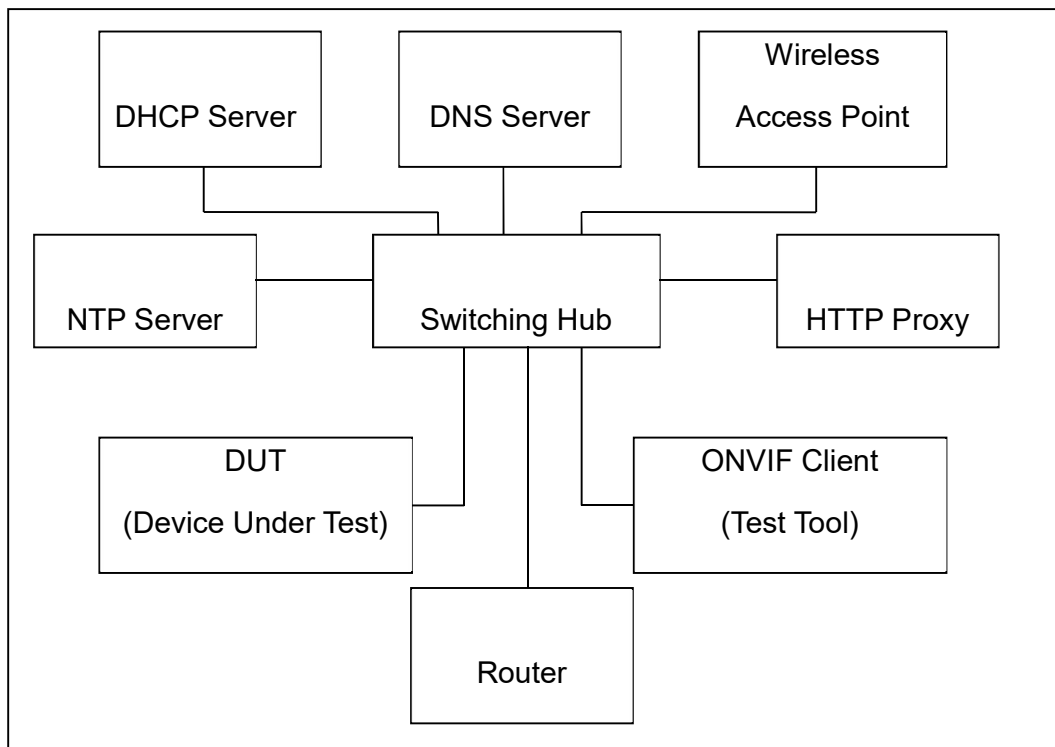 DHCP Server
DNS Server
Wireless
Access Point
NTP Server
Switching Hub
HTTP Proxy
DUT
(Device Under Test)
ONVIF Client
(Test Tool)
Router